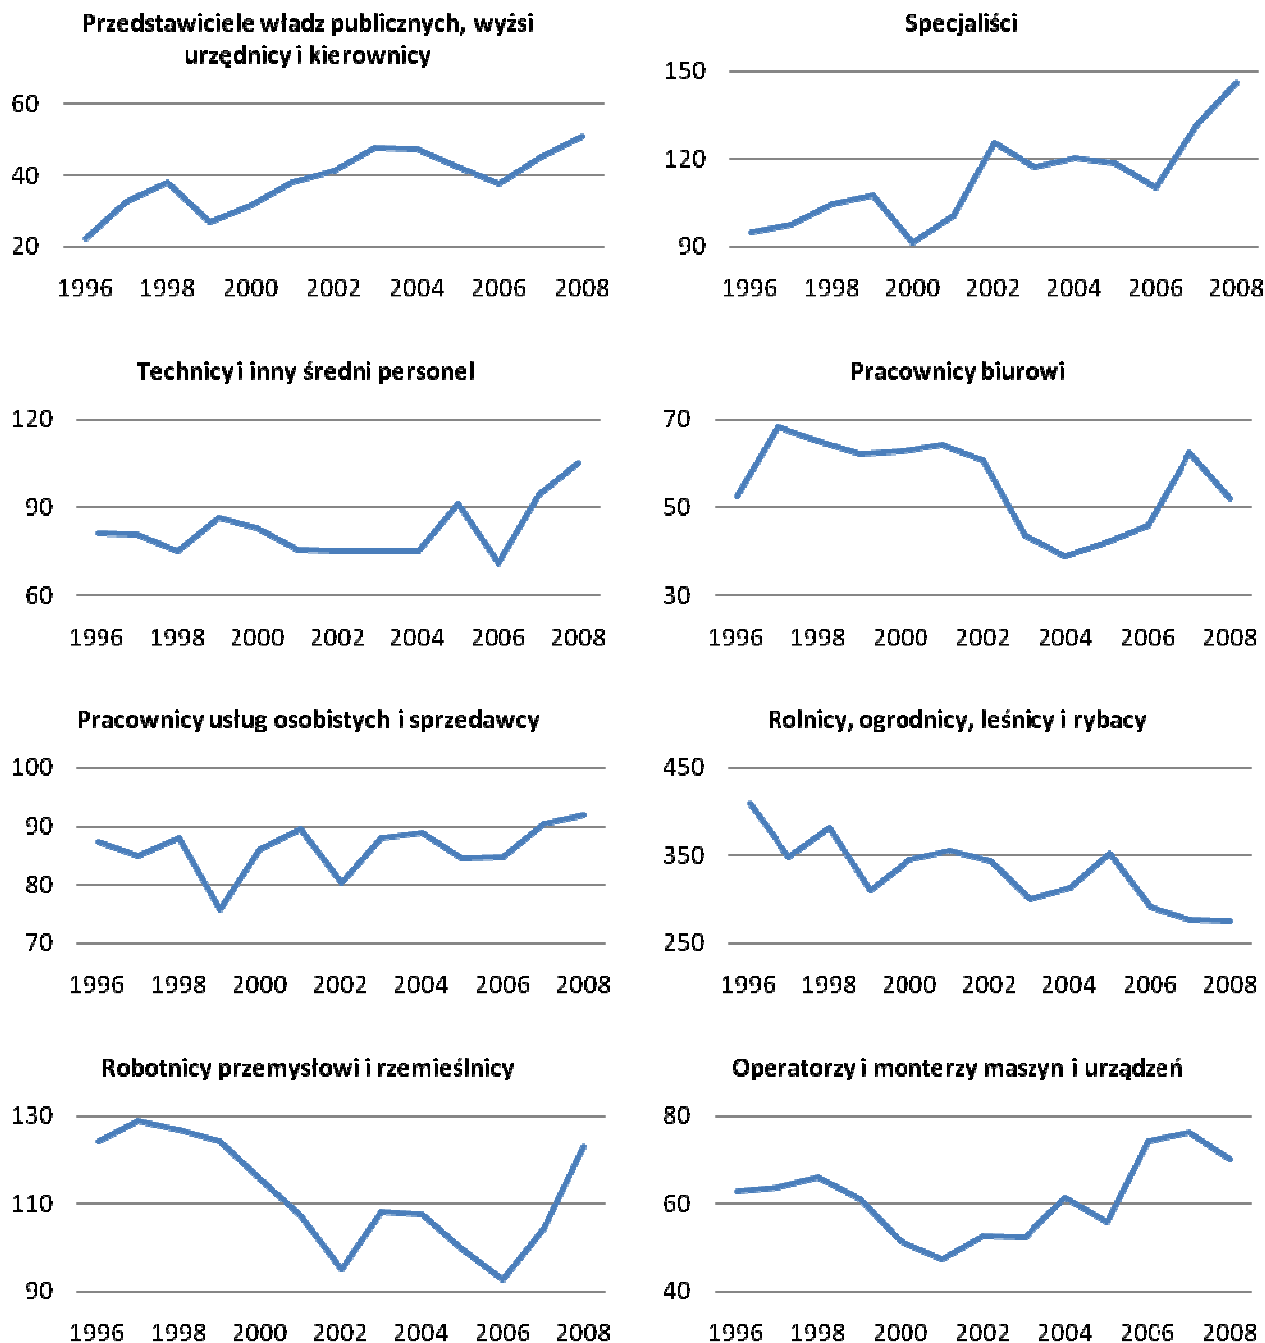 Przedstawiciele władz publicznych, wyżsi
urzędnicy i kierownicy
60
40
20
1996 1998 2000 2002 2004 2006 2008
Specjaliści
150
120
90
1996 1998 2000 2002 2004 2006 2008
Technicy i inny średni personel
120
90
60
1996 1998 2000 2002 2004 2006 2008
Pracownicy biurowi
70
50
30
1996 1998 2000 2002 2004 2006 2008
Pracownicy usług osobistych i sprzedawcy
100
90
80
70
1996 1998 2000 2002 2004 2006 2008
Rolnicy, ogrodnicy, leśnicy i rybacy
450
350
250
1996 1998 2000 2002 2004 2006 2008
Robotnicy przemysłowi i rzemieślnicy
130
110
90
1996 1998 2000 2002 2004 2006 2008
Operatorzy i monterzy maszyn i urządzeń
80
60
40
1996 1998 2000 2002 2004 2006 2008